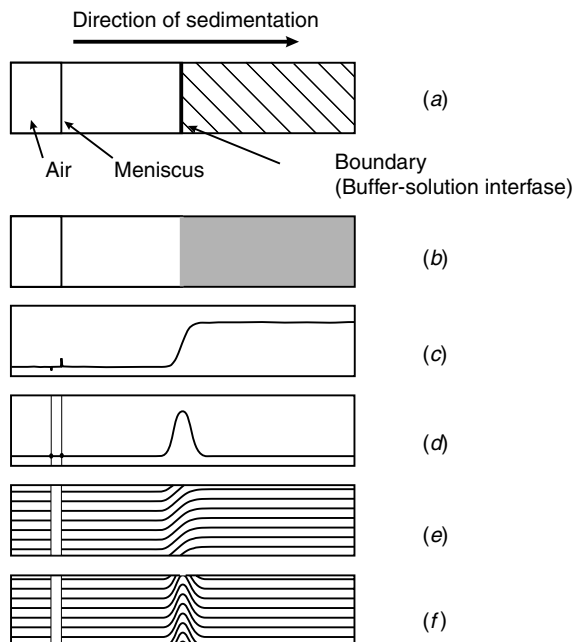 Direction of sedimentation
(a)
Air
Meniscus
Boundary
(Buffer-solution interfase)
(b)
(c)
(d)
(e)
(f)